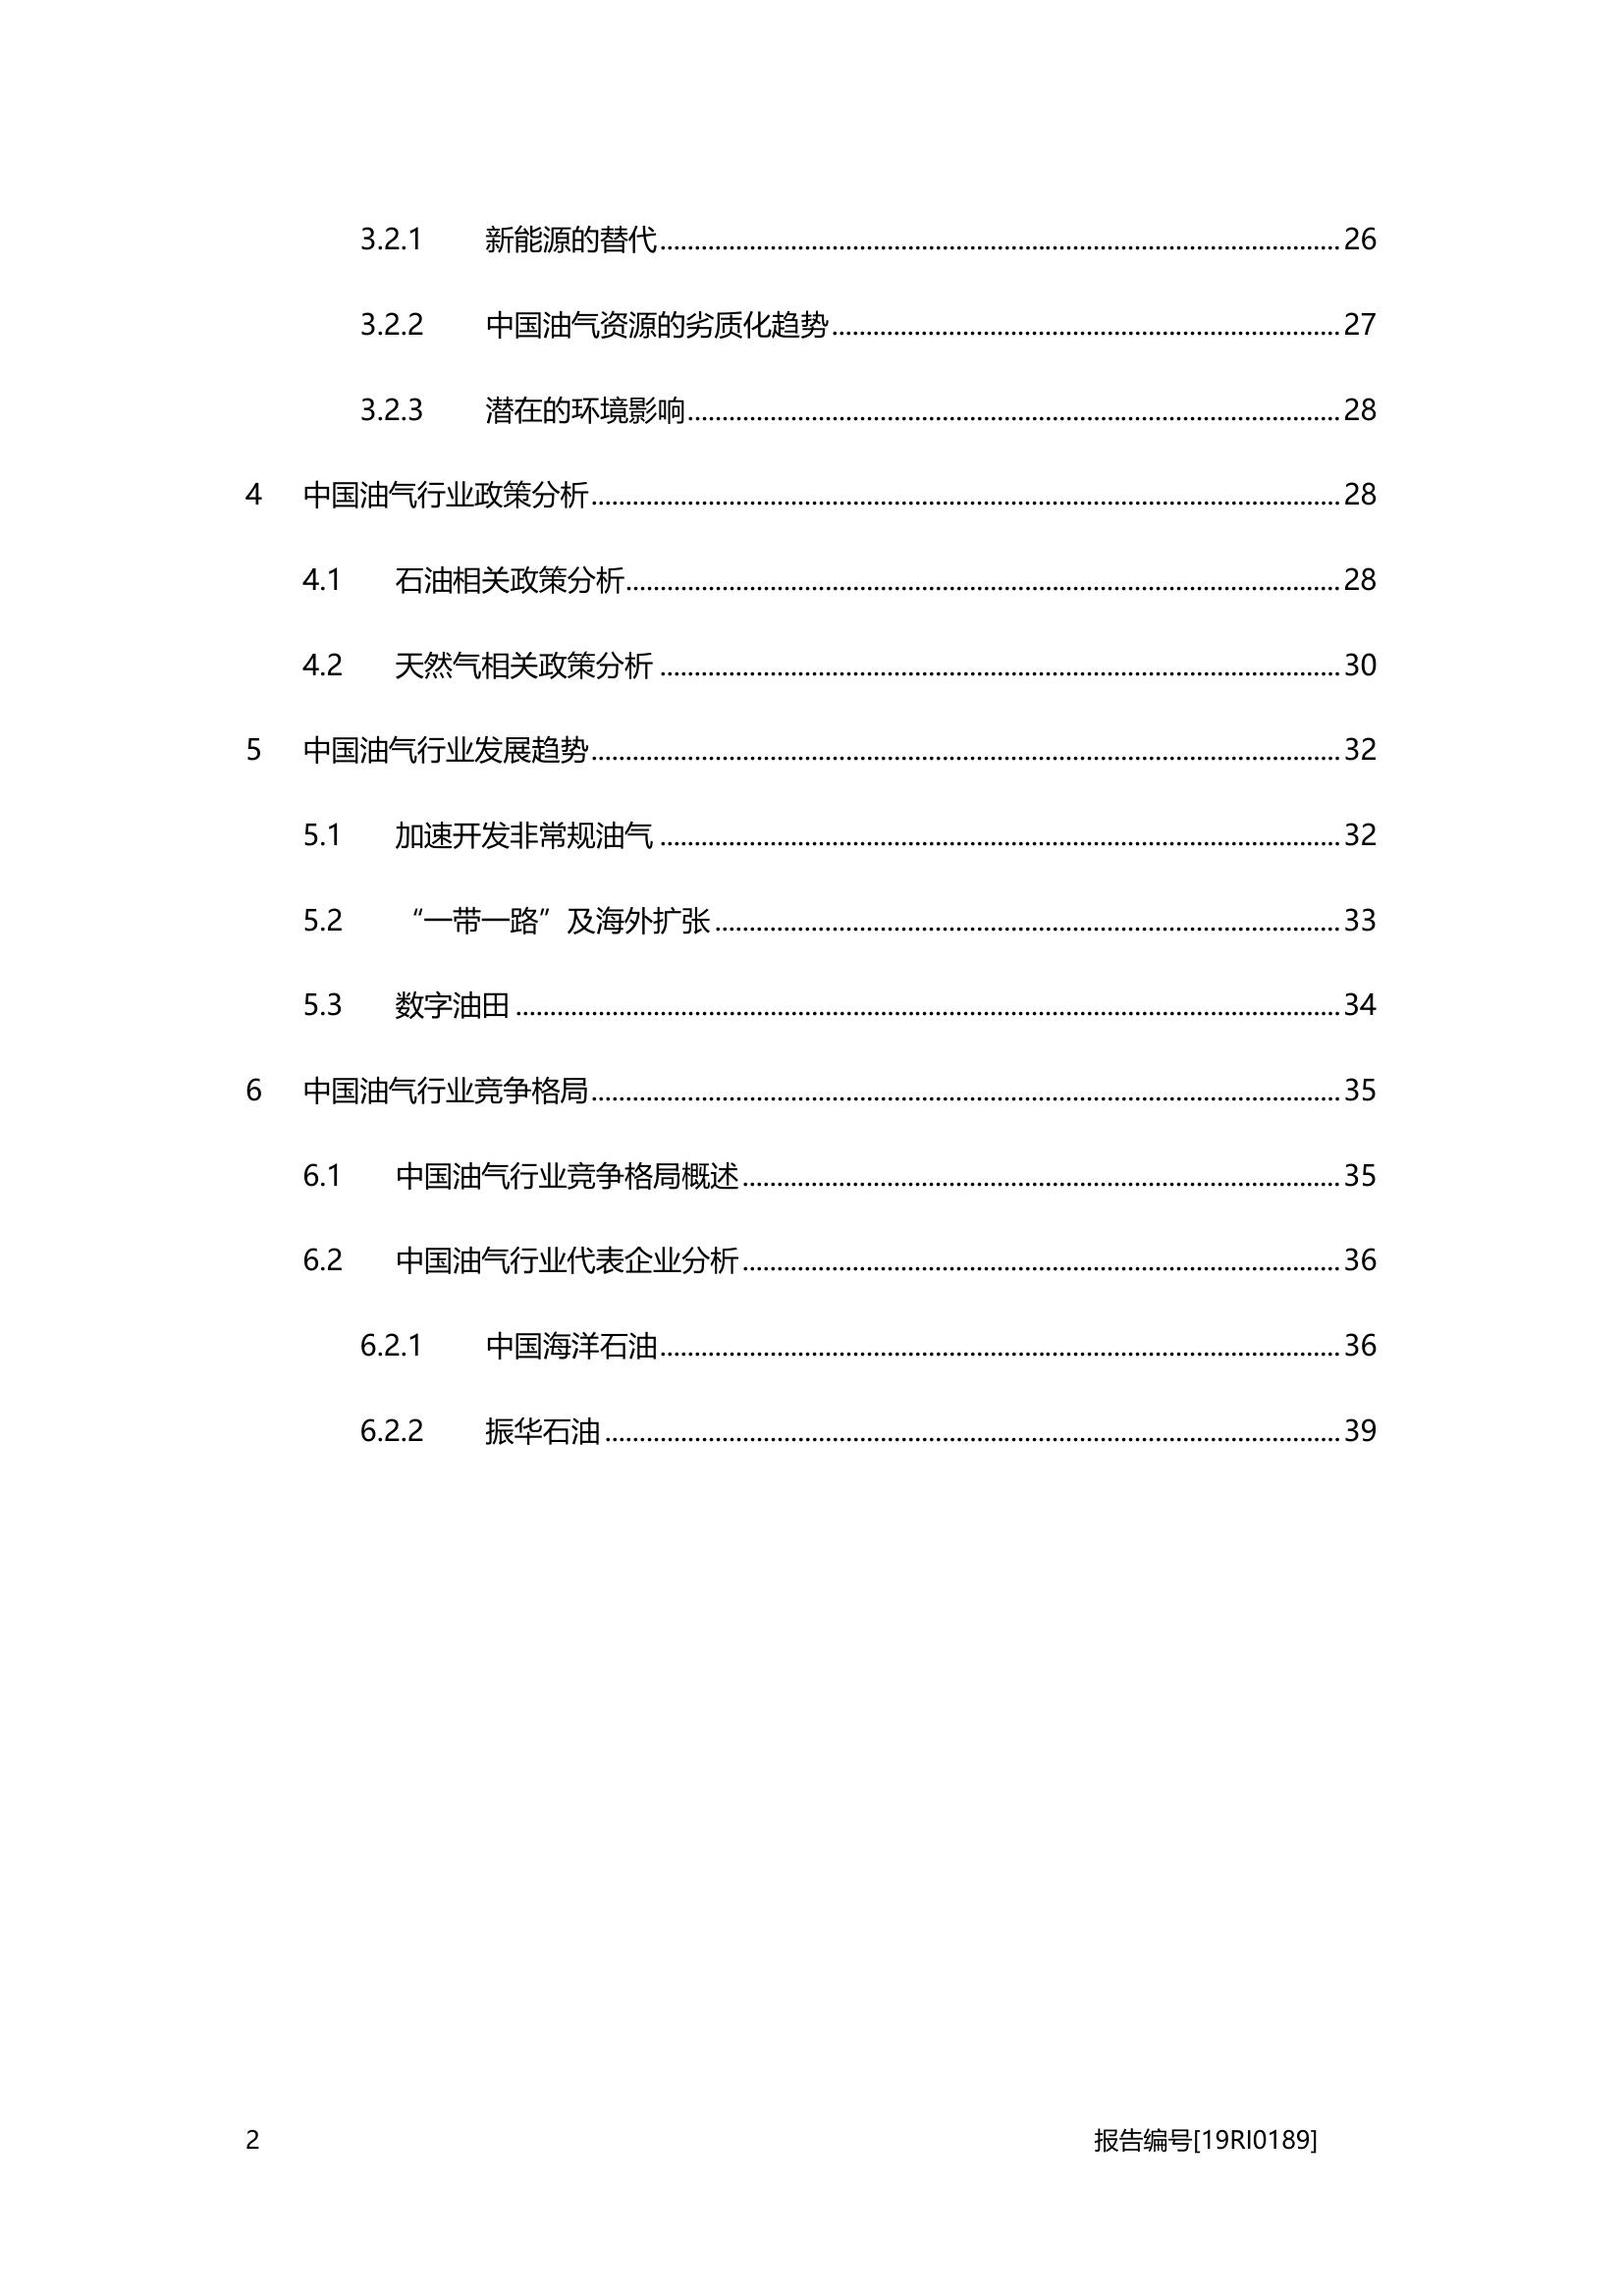 3.2.1 新能源的替代 26
3.2.2 中国油气资源的劣质化趋势 27
3.2.3 潜在的环境影响 28
4 中国油气行业政策分析 28
4.1 石油相关政策分析 28
4.2 天然气相关政策分析 30
5 中国油气行业发展趋势 32
5.1 加速开发非常规油气 32
5.2 “一带一路”及海外扩张 33
5.3 数字油田 34
6 中国油气行业竞争格局 35
6.1 中国油气行业竞争格局概述 35
6.2 中国油气行业代表企业分析 36
6.2.1 中国海洋石油 36
6.2.2 振华石油 39
2 报告编号[19RI0189]